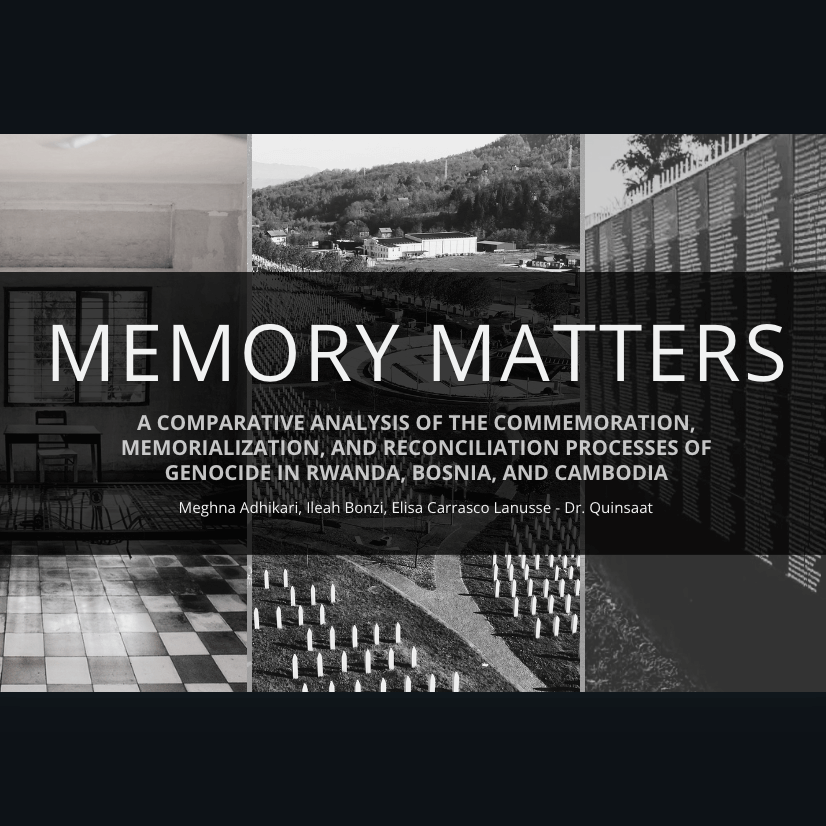 MEMORY MATTERS
A COMPARATIVE ANALYSIS OF THE COMMEMORATION,
MEMORIALIZATION, AND RECONCILIATION PROCESSES OF
GENOCIDE IN RWANDA, BOSNIA, AND CAMBODIA
Meghna Adhikari, Ileah Bonzi, Elisa Carrasco Lanusse - Dr. Quinsaat